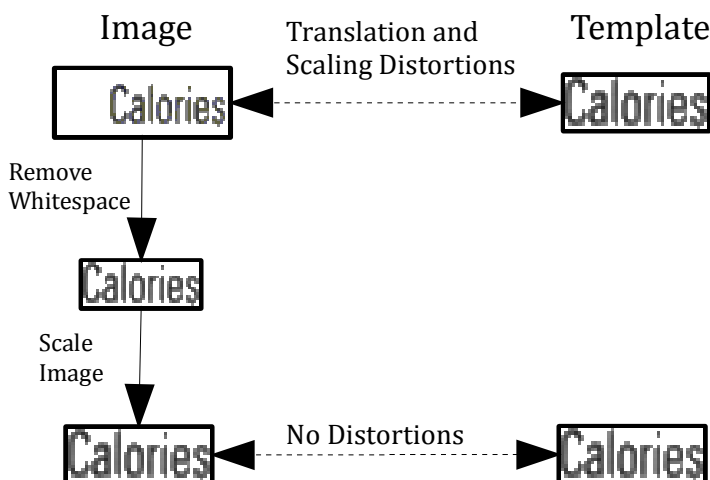 Image
Translation and
Scaling Distortions
Template
Calories
Calories
Remove
Whitespace
Calories
Scale
Image
No Distortions
Calories
Calories